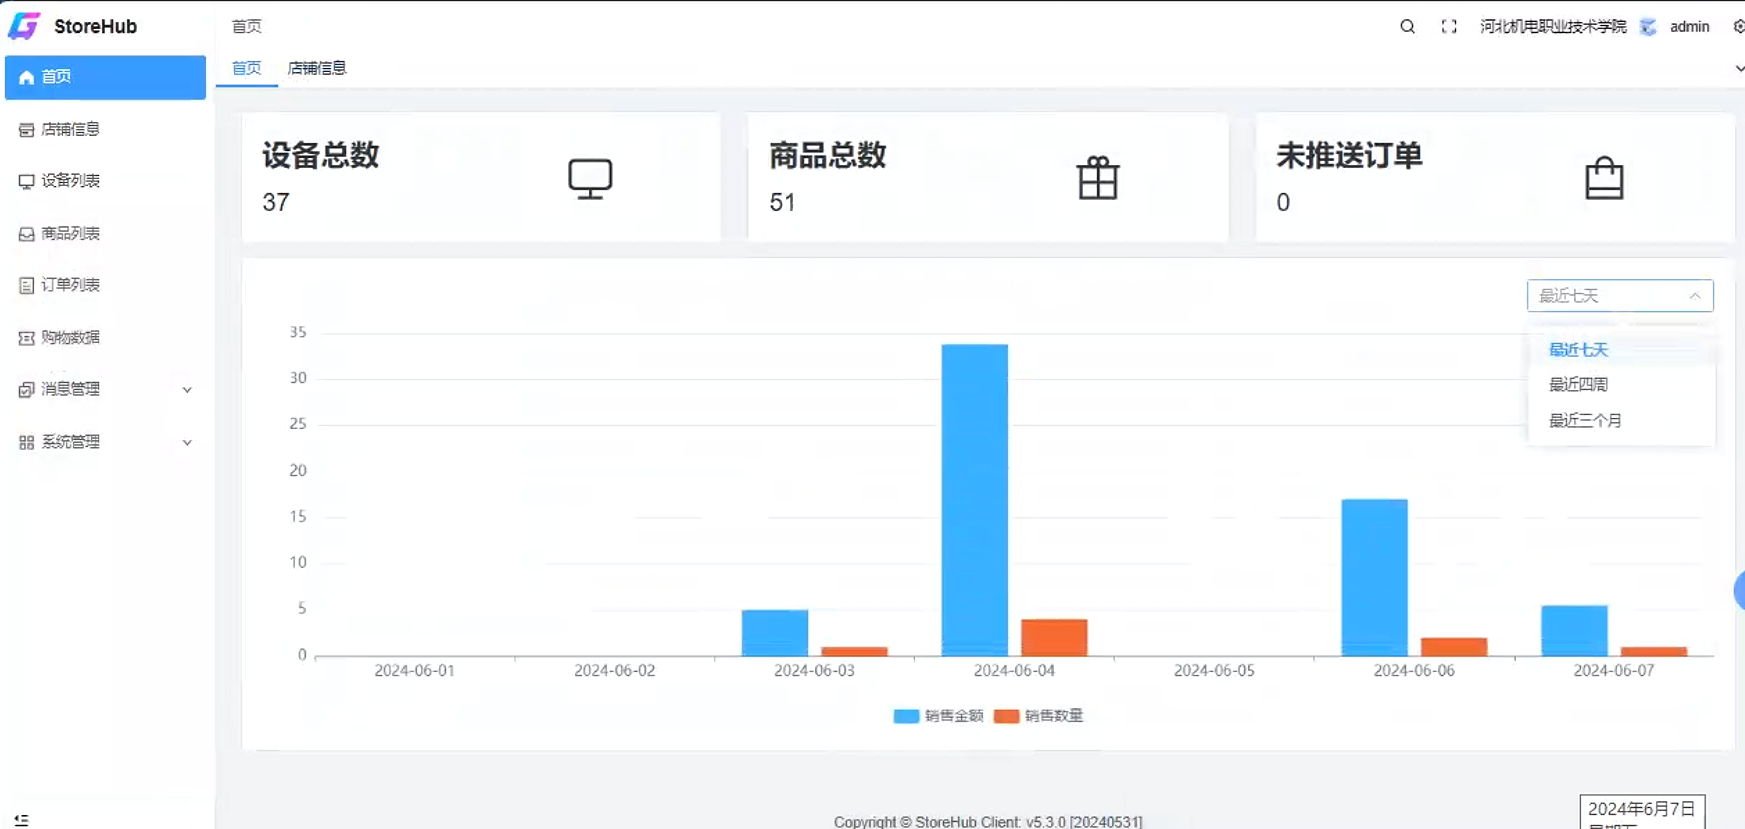 StoreHub
首页
河北机电职业技术学院
admin
首页
店铺信息
首页
店铺信息
设备列表
商品列表
订单列表
购物数据
消息管理
系统管理
设备总数
37
商品总数
51
未推送订单
0
最近七天
最近七天
最近四周
最近三个月
35
30
25
20
15
10
5
0
2024-06-01
2024-06-02
2024-06-03
2024-06-04
2024-06-05
2024-06-06
2024-06-07
销售金额
销售数量
Copyright © StoreHub Client: v5.3.0 [20240531]
2024年6月7日